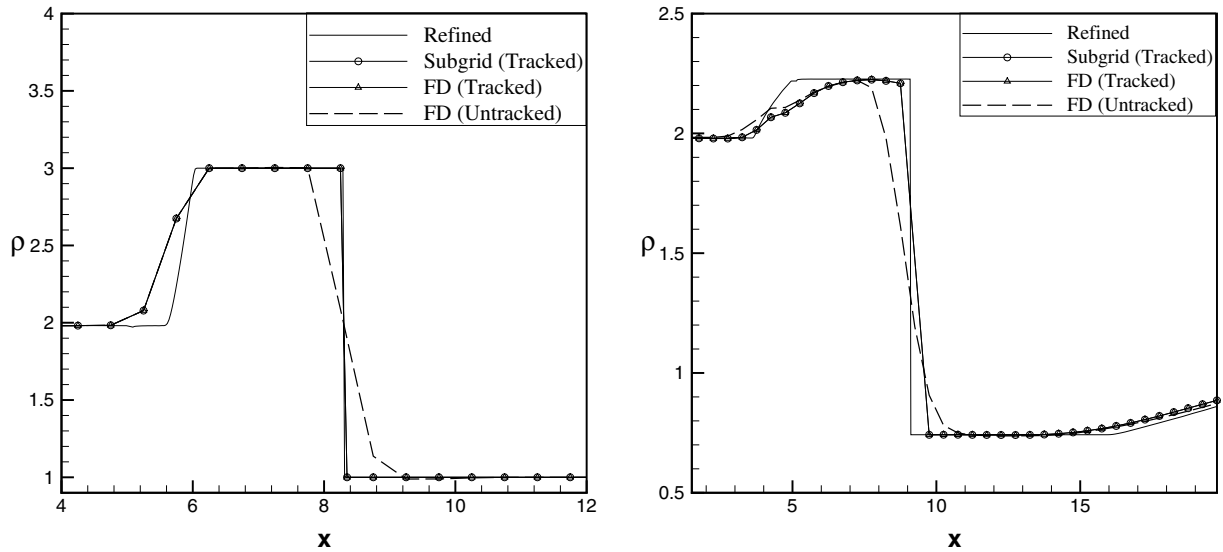 4
3.5
3
ρ 2.5
2
1.5
1
4 6 8 10 12
x
Refined
Subgrid (Tracked)
FD (Tracked)
FD (Untracked)
2.5
2
ρ 1.5
1
0.5
5 10 15
x
Refined
Subgrid (Tracked)
FD (Tracked)
FD (Untracked)